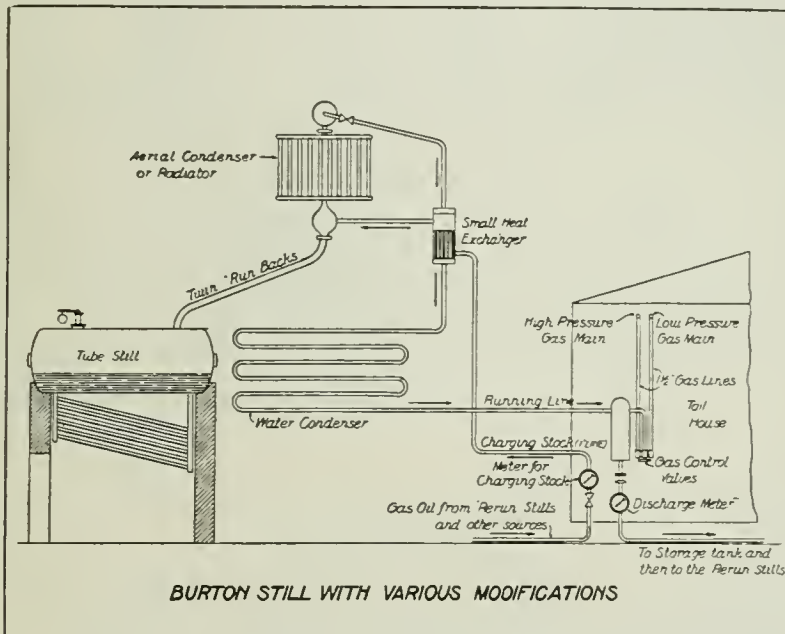 Aerial Condenser
or Radiator
Small Heat
Exchanger
Twin Run Backs
High Pressure
Gas Main
Low Pressure
Gas Main
Tube Still
1½" Gas Lines
Running Line
Tail
House
Water Condenser
Charging Stock
Meter for
Charging Stock
Gas Control
Valves
Gas Oil from Rerun Stills
and other sources
Discharge Meter
To Storage tank and
then to the Rerun Stills
BURTON STILL WITH VARIOUS MODIFICATIONS